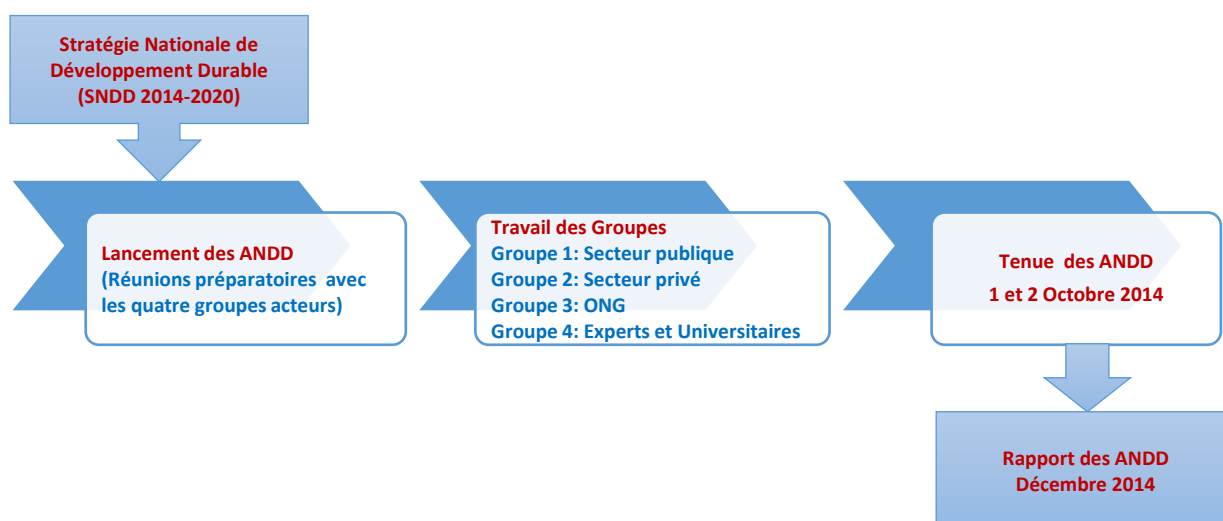 Stratégie Nationale de
Développement Durable
(SNDD 2014-2020)
Lancement des ANDD
(Réunions préparatoires avec
les quatre groupes acteurs)
Travail des Groupes
Groupe 1: Secteur publique
Groupe 2: Secteur privé
Groupe 3: ONG
Groupe 4: Experts et Universitaires
Tenue des ANDD
1 et 2 Octobre 2014
Rapport des ANDD
Décembre 2014